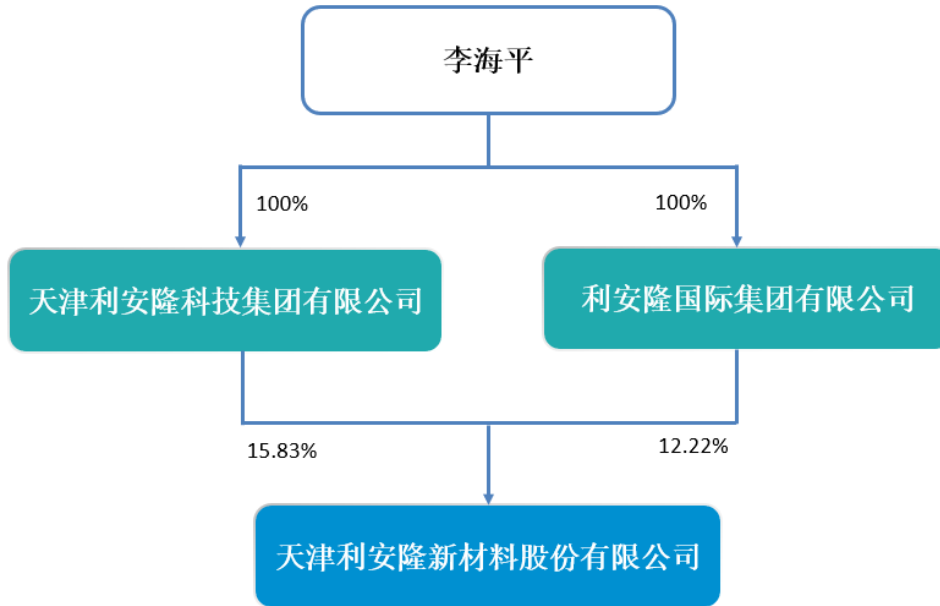 李海平
100%
100%
天津利安隆科技集团有限公司
利安隆国际集团有限公司
15.83%
12.22%
天津利安隆新材料股份有限公司